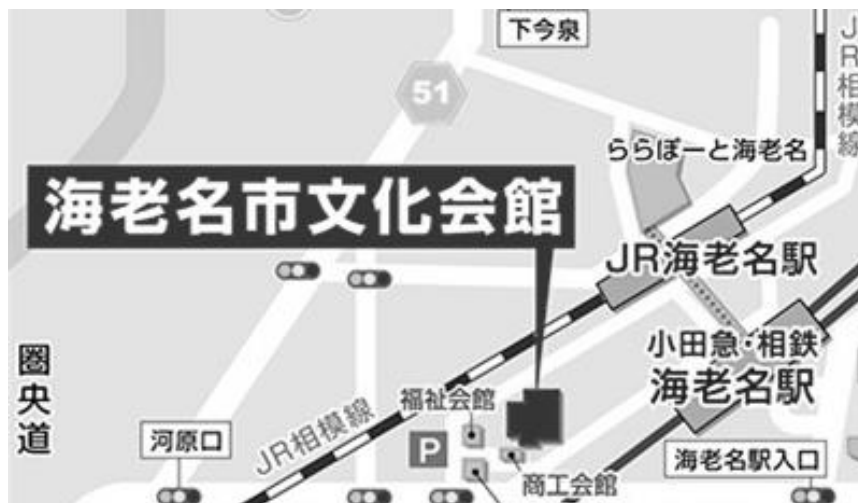 下今泉
JR相模線
51
ららぽーと海老名
海老名市文化会館
JR海老名駅
小田急・相鉄
海老名駅
圏央道
福祉会館
JR相模線
河原口
P
海老名駅入口
商工会館